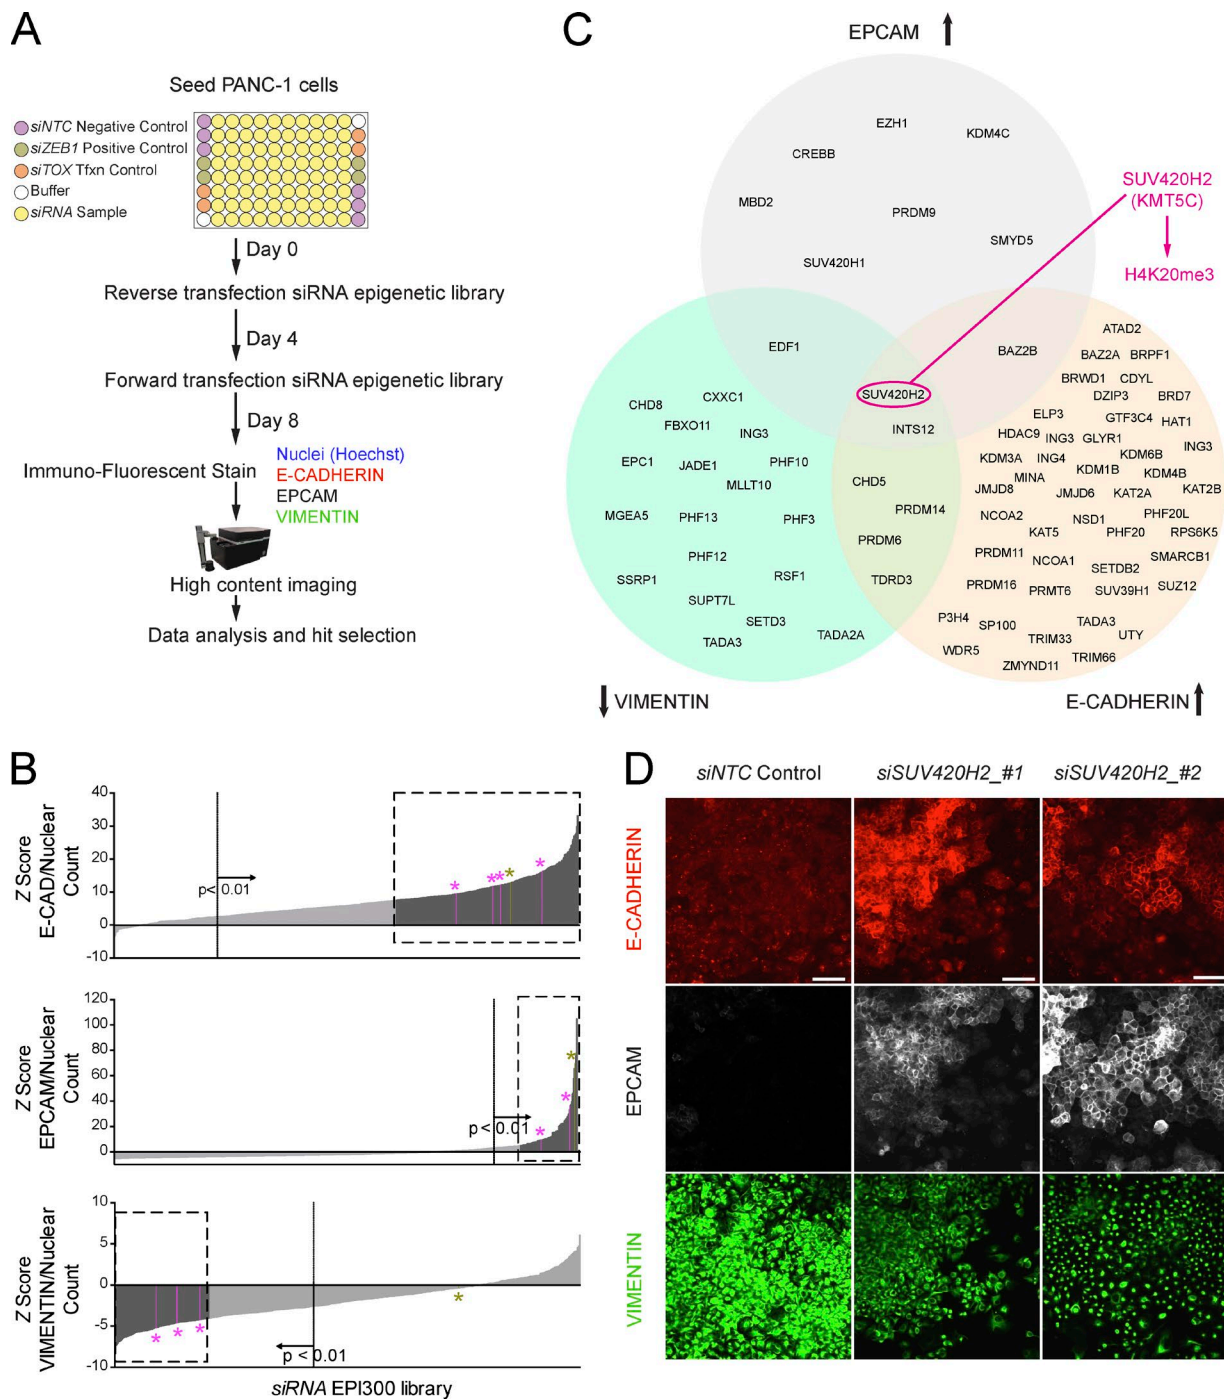 A
Seed PANC-1 cells
siNTC Negative Control
siZEB1 Positive Control
siTOX Tfxn Control
Buffer
siRNA Sample
Day 0
Reverse transfection siRNA epigenetic library
Day 4
Forward transfection siRNA epigenetic library
Day 8
Immuno-Fluorescent Stain
Nuclei (Hoechst)
E-CADHERIN
EPCAM
VIMENTIN
High content imaging
Data analysis and hit selection
C
EPCAM
EZH1
KDM4C
CREBB
MBD2
PRDM9
SMYD5
SUV420H1
SUV420H2
(KMT5C)
H4K20me3
EDF1
BAZ2B
SUV420H2
INTS12
CHD5
PRDM14
PRDM6
TDRD3
CXXC1
CHD8
FBXO11
ING3
EPC1
JADE1
PHF10
MLLT10
MGEA5
PHF13
PHF3
PHF12
SSRP1
RSF1
SUPT7L
SETD3
TADA3
TADA2A
ATAD2
BAZ2A BRPF1
BRWD1 CDYL
DZIP3 BRD7
ELP3 GTF3C4 HAT1
HDAC9 ING3 GLYR1 ING3
KDM3A ING4 KDM6B
MINA KDM1B KDM4B
JMJD8 JMJD6 KAT2A KAT2B
NCOA2 NSD1 PHF20L
KAT5 PHF20 RPS6K5
PRDM11 NCOA1 SMARCB1
SETDB2
PRDM16 PRMT6 SUV39H1 SUZ12
P3H4 SP100 TADA3
TRIM33 UTY
WDR5 ZMYND11 TRIM66
VIMENTIN
E-CADHERIN
B
Z Score
E-CAD/Nuclear
Count
40
30
20
10
0
-10
p< 0.01
*
*
*
*
*
Z Score
EPCAM/Nuclear
Count
120
100
80
60
40
20
0
-10
p< 0.01
*
*
*
Z Score
VIMENTIN/Nuclear
Count
10
5
0
-5
-10
p< 0.01
*
*
*
*
siRNA EPI300 library
D
siNTC Control
siSUV420H2_#1
siSUV420H2_#2
E-CADHERIN
EPCAM
VIMENTIN